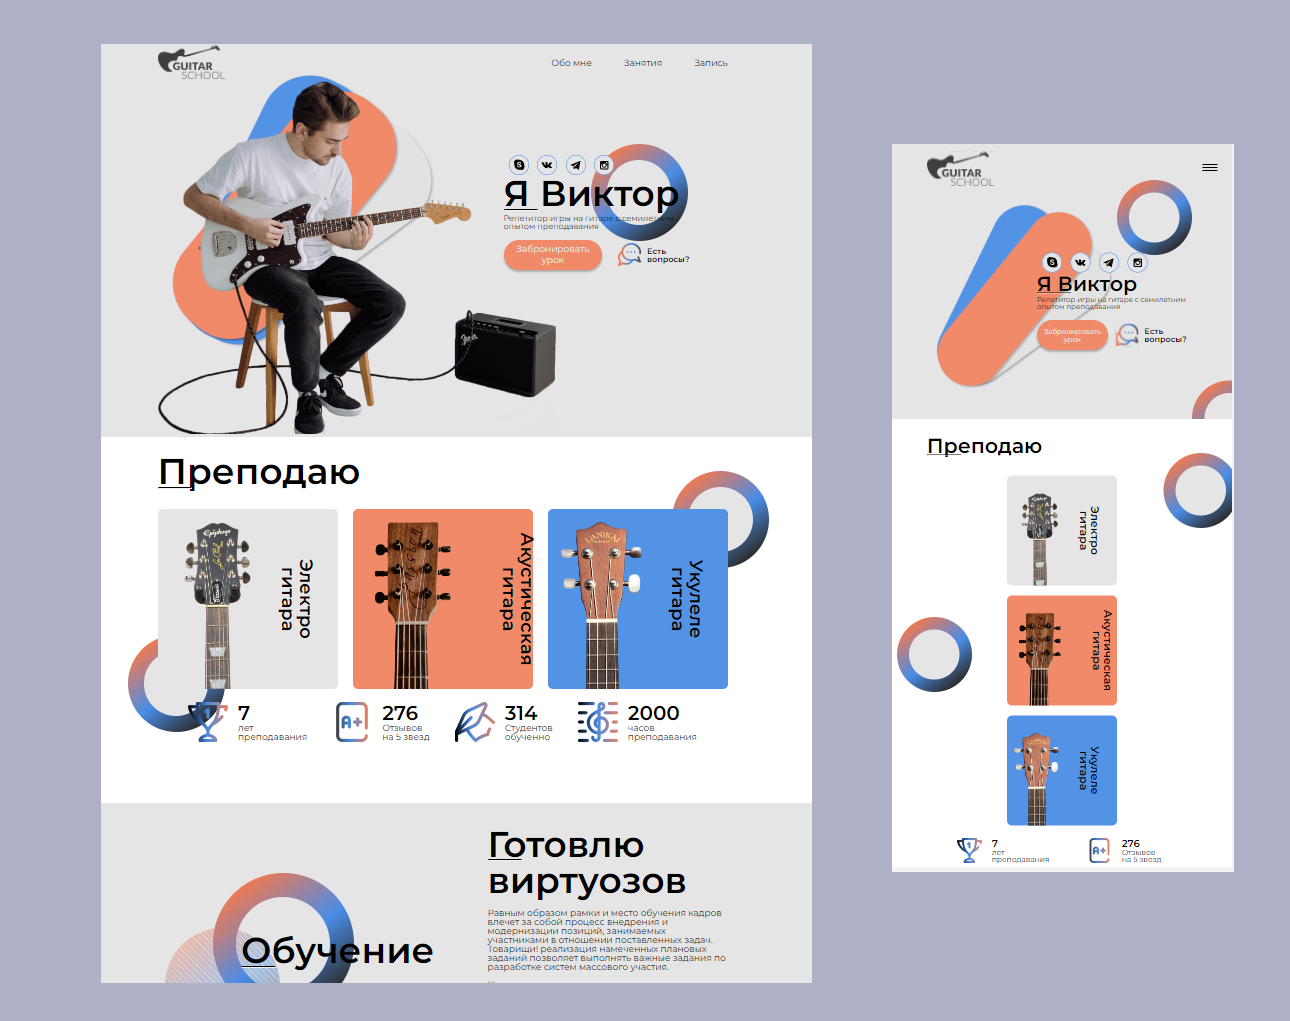 GUITAR
SCHOOL
Обо мне
Занятия
Запись
Я Виктор
Репетитор игры на гитаре с семилетним
опытом преподавания
Забронировать
урок
Есть
вопросы?
Fender
Преподаю
Epiphone
Электро
гитара
Акустическая
гитара
LANIKAI
Укулеле
гитара
1
7
лет
преподавания
A+
276
Отзывов
на 5 звезд
314
Студентов
обученно
2000
часов
преподавания
Обучение
Готовлю
виртуозов
Равным образом рамки и место обучения кадров
влечет за собой процесс внедрения и
модернизации позиций, занимаемых
участниками в отношении поставленных задач.
Товарищи! реализация намеченных плановых
заданий позволяет выполнять важные задания по
разработке систем массового участия.
GUITAR
SCHOOL
Я Виктор
Репетитор игры на гитаре с семилетним
опытом преподавания
Забронировать
урок
Есть
вопросы?
Преподаю
Электро
гитара
Акустическая
гитара
Укулеле
гитара
1
7
лет
преподавания
A+
276
Отзывов
на 5 звезд